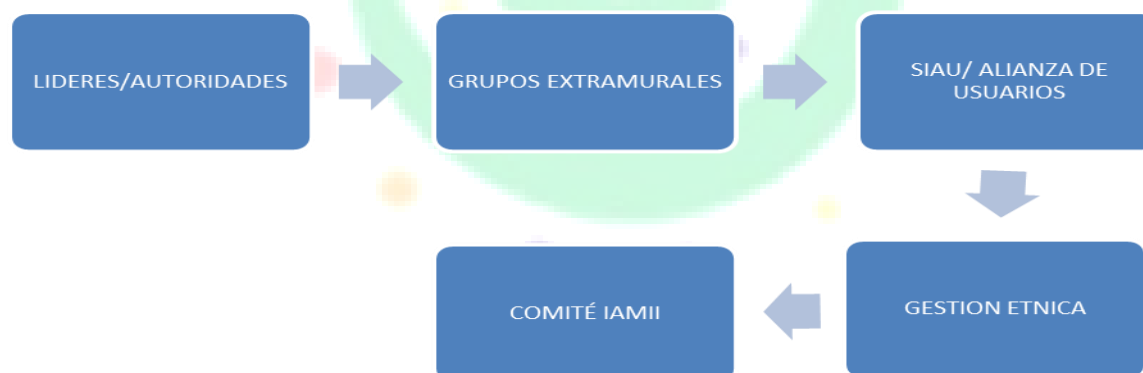 LIDERES/AUTORIDADES
GRUPOS EXTRAMURALES
SIAU/ ALIANZA DE
USUARIOS
GESTION ETNICA
COMITÉ IAMII